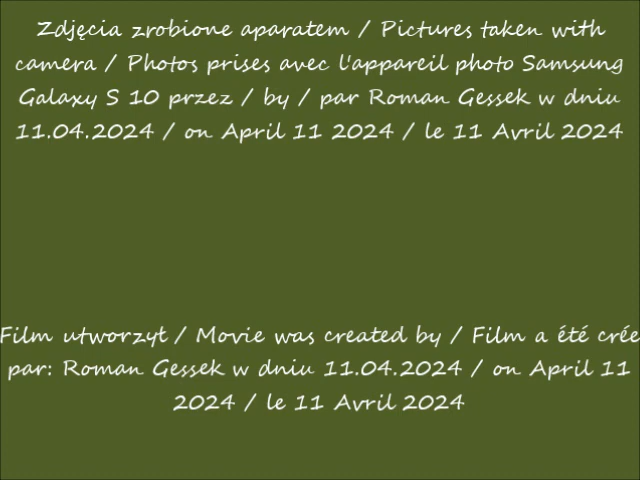 Zdjęcia zrobione aparatem / Pictures taken with
camera / Photos prises avec l'appareil photo Samsung
Galaxy S 10 przez / by / par Roman Gessek w dniu
11.04.2024 / on April 11 2024 / le 11 Avril 2024
Film utworzył / Movie was created by / Film a été crée
par: Roman Gessek w dniu 11.04.2024 / on April 11
2024 / le 11 Avril 2024